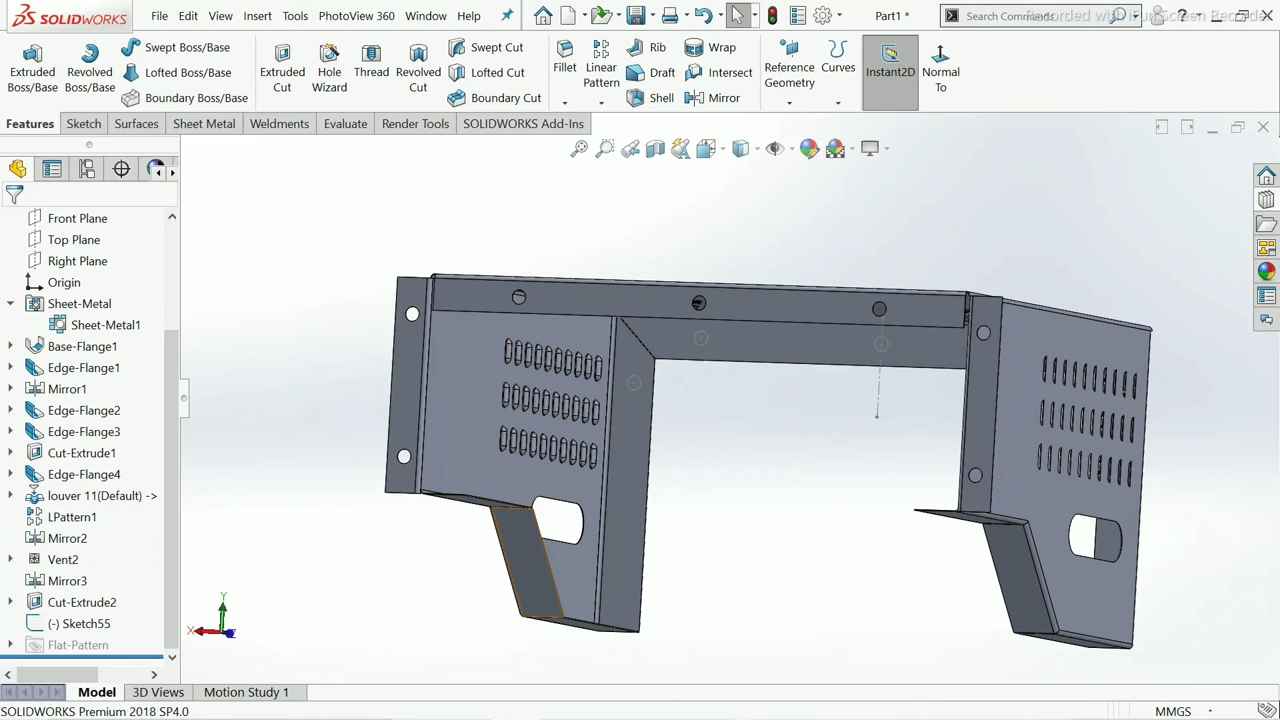 SOLIDWORKS File Edit View Insert Tools PhotoView 360 Window Help Part1 * Search Commands
Recorded with iTop Screen Recorder
Extruded Boss/Base
Revolved Boss/Base
Swept Boss/Base
Lofted Boss/Base
Boundary Boss/Base
Extruded Cut
Hole Wizard
Thread
Revolved Cut
Swept Cut
Lofted Cut
Boundary Cut
Fillet
Linear Pattern
Rib
Draft
Shell
Wrap
Intersect
Mirror
Reference Geometry
Curves
Instant2D
Normal To
Features Sketch Surfaces Sheet Metal Weldments Evaluate Render Tools SOLIDWORKS Add-Ins
Front Plane
Top Plane
Right Plane
Origin
Sheet-Metal
Sheet-Metal1
Base-Flange1
Edge-Flange1
Mirror1
Edge-Flange2
Edge-Flange3
Cut-Extrude1
Edge-Flange4
louver 11(Default) ->
LPattern1
Mirror2
Vent2
Mirror3
Cut-Extrude2
(-) Sketch55
Flat-Pattern
Y
X
Z
Model 3D Views Motion Study 1
SOLIDWORKS Premium 2018 SP4.0
MMGS